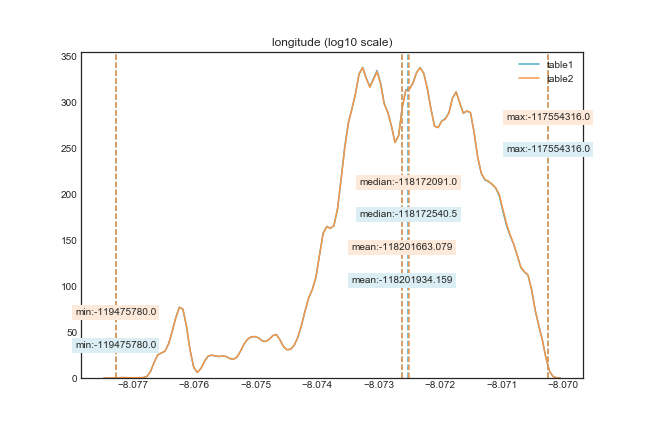 longitude (log10 scale)
350
300
250
200
150
100
50
0
table1
table2
max:-117554316.0
max:-117554316.0
median:-118172091.0
median:-118172540.5
mean:-118201663.079
mean:-118201934.159
min:-119475780.0
min:-119475780.0
−8.077 −8.076 −8.075 −8.074 −8.073 −8.072 −8.071 −8.070